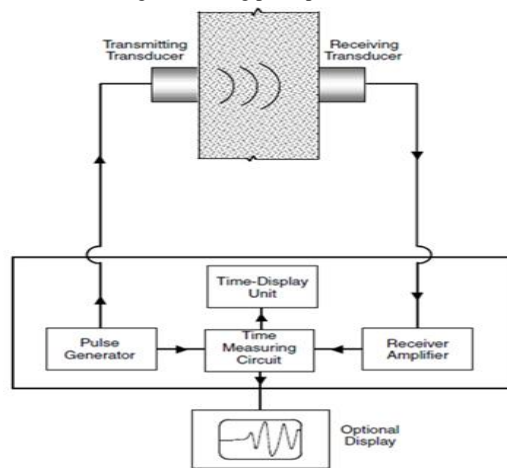 Transmitting
Transducer
Receiving
Transducer
Time-Display
Unit
Pulse
Generator
Time
Measuring
Circuit
Receiver
Amplifier
Optional
Display